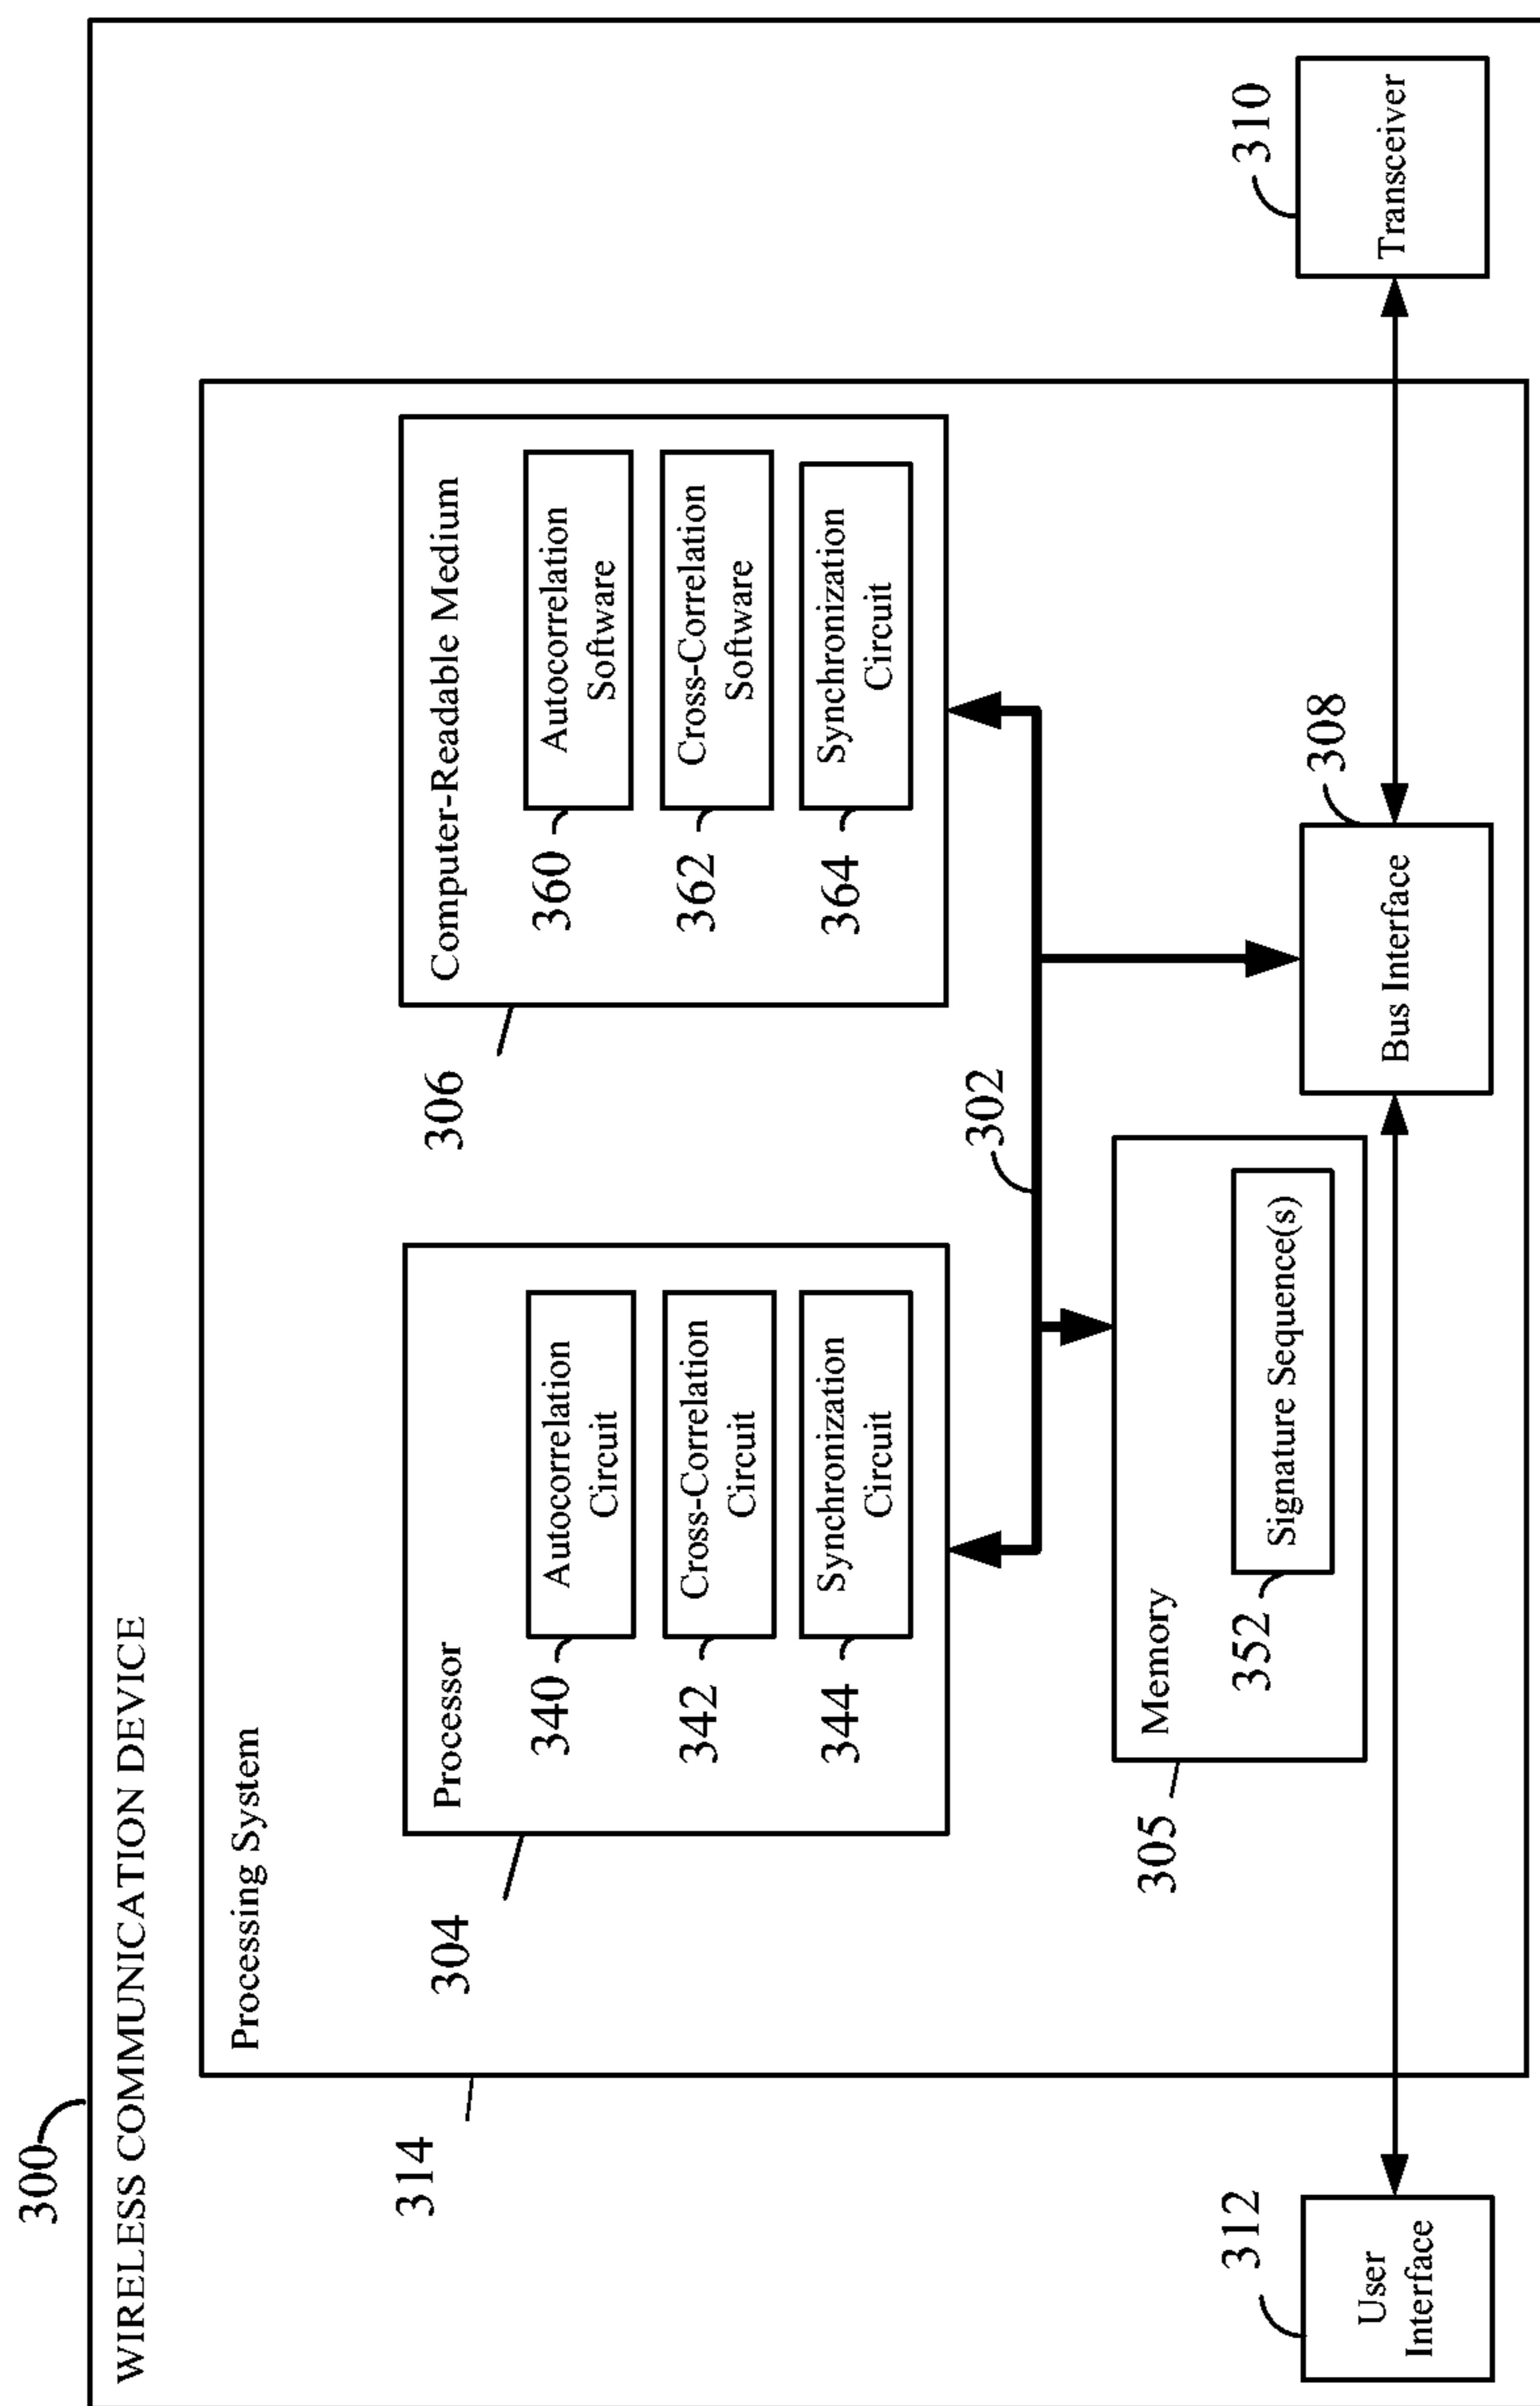 300
WIRELESS COMMUNICATION DEVICE
314
Processing System
304
Processor
340
Autocorrelation
Circuit
342
Cross-Correlation
Circuit
344
Synchronization
Circuit
306
Computer-Readable Medium
360
Autocorrelation
Software
362
Cross-Correlation
Software
364
Synchronization
Circuit
302
305
Memory
352
Signature Sequence(s)
308
Bus Interface
312
User
Interface
310
Transceiver